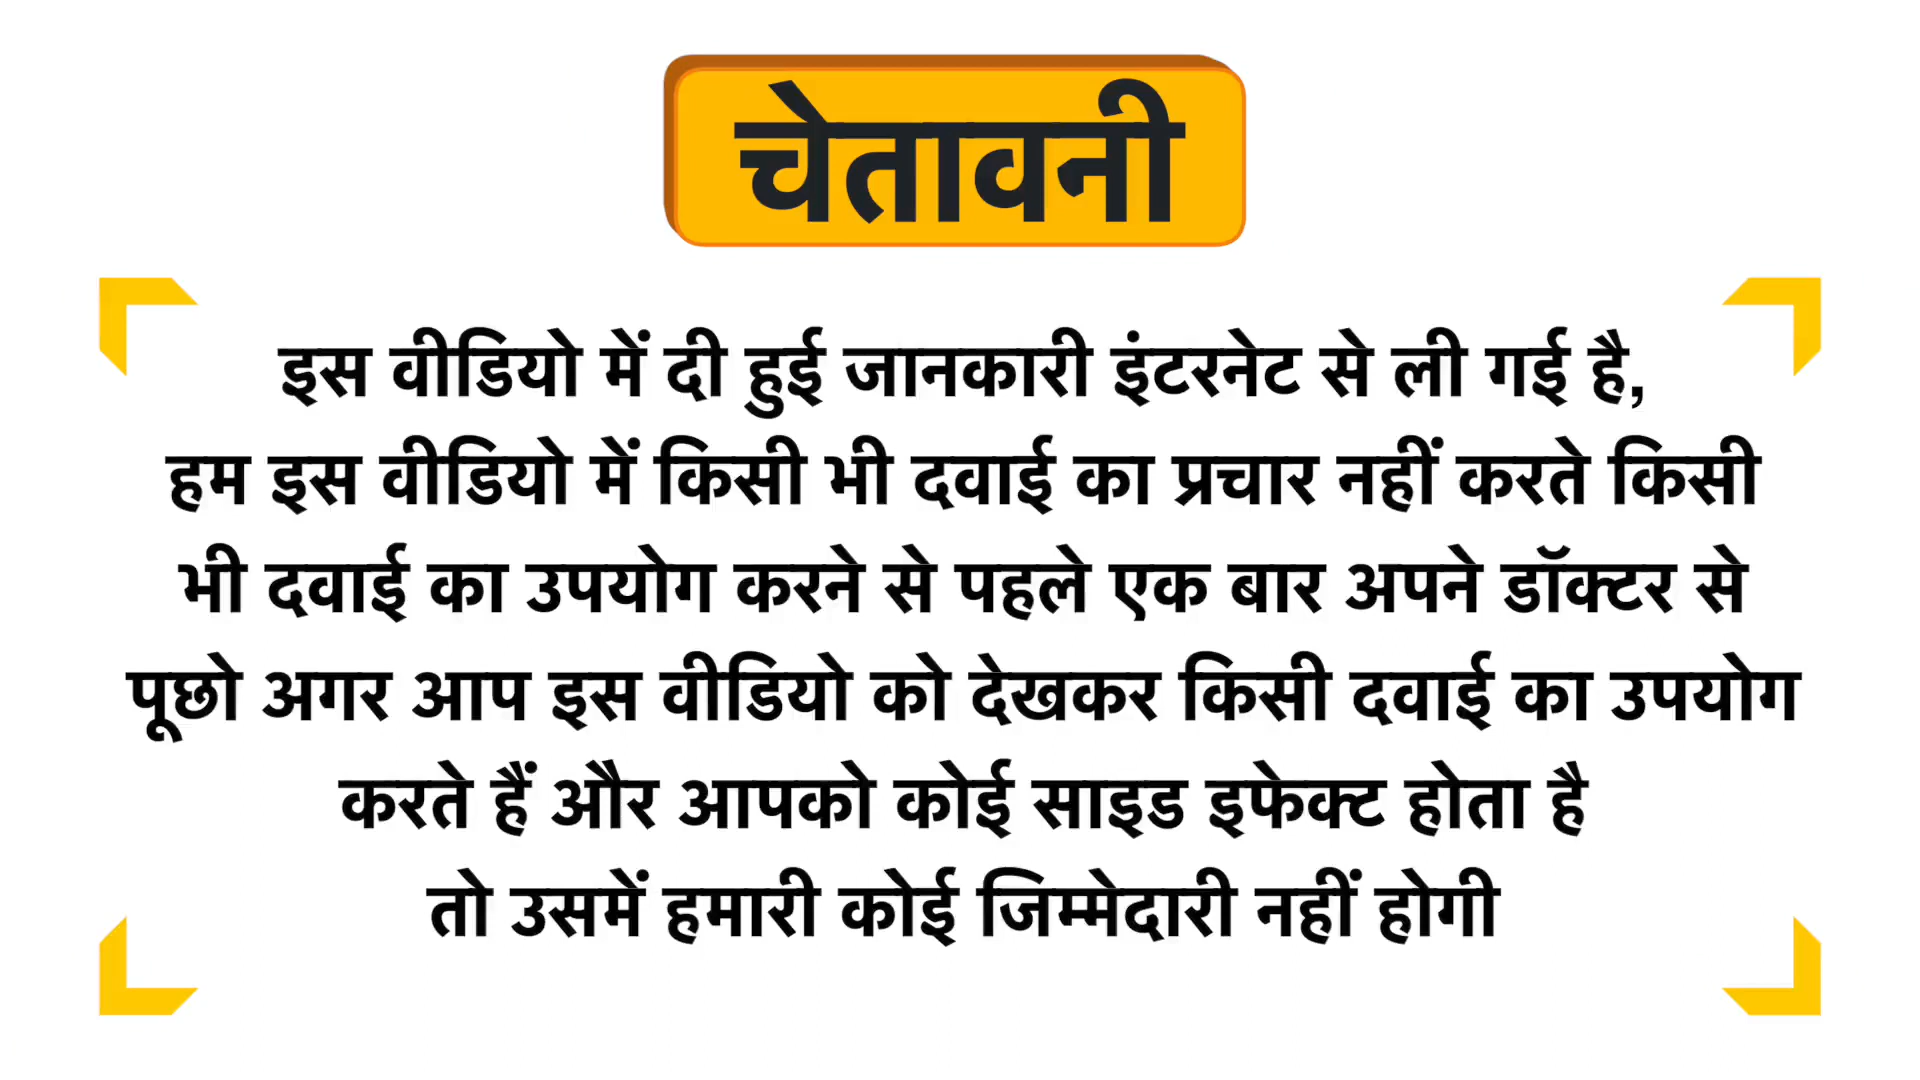 चेतावनी
इस वीडियो में दी हुई जानकारी इंटरनेट से ली गई है,
हम इस वीडियो में किसी भी दवाई का प्रचार नहीं करते किसी
भी दवाई का उपयोग करने से पहले एक बार अपने डॉक्टर से
पूछो अगर आप इस वीडियो को देखकर किसी दवाई का उपयोग
करते हैं और आपको कोई साइड इफेक्ट होता है
तो उसमें हमारी कोई जिम्मेदारी नहीं होगी